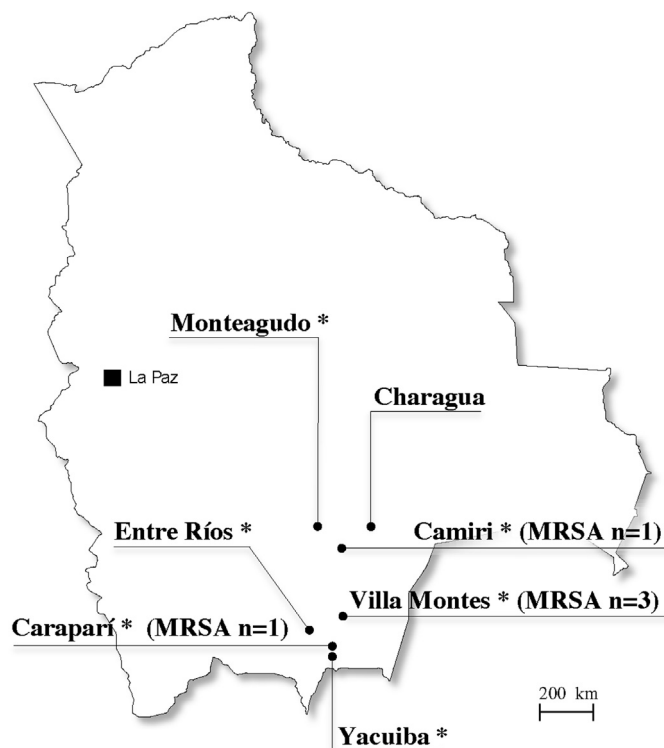 Monteagudo *
La Paz
Charagua
Entre Ríos *
Camiri * (MRSA n=1)
Villa Montes * (MRSA n=3)
Caraparí * (MRSA n=1)
200 km
Yacuiba *